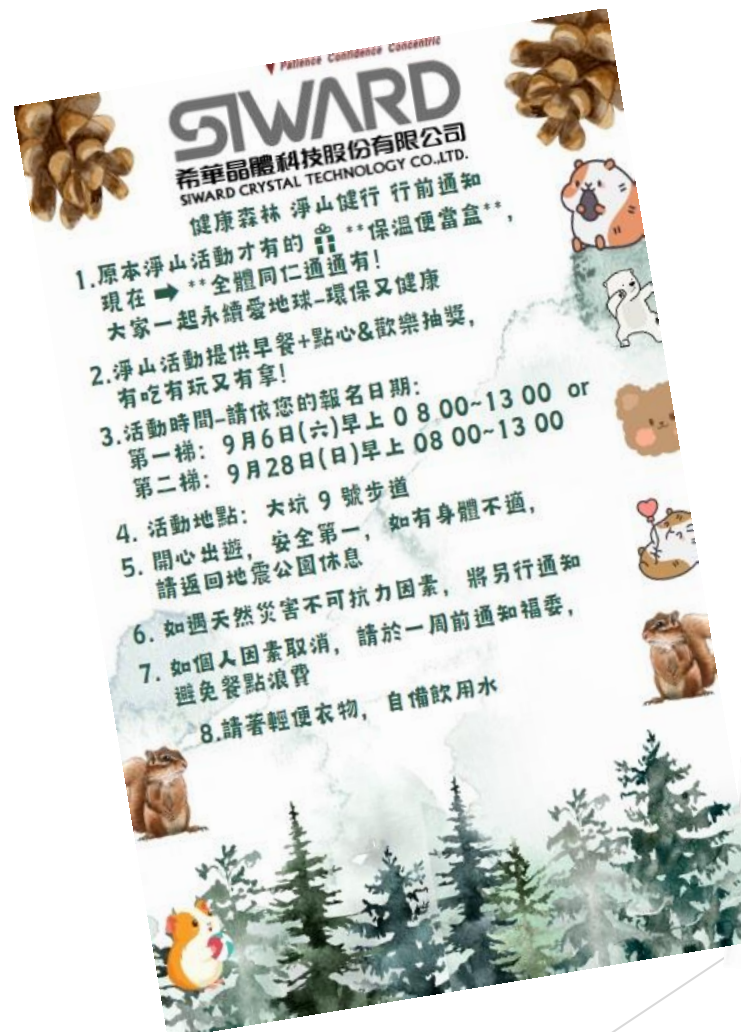 Patience Confidence Concentric
SIWARD
希華晶體科技股份有限公司
SIWARD CRYSTAL TECHNOLOGY CO.,LTD.
健康森林 淨山健行 行前通知
1.原本淨山活動才有的 **保溫便當盒**,
現在 **全體同仁通通有!
大家一起永續愛地球-環保又健康
2.淨山活動提供早餐+點心&歡樂抽獎,
有吃有玩又有拿!
3.活動時間-請依您的報名日期:
第一梯: 9月6日(六)早上 0 8 00~13 00 or
第二梯: 9月28日(日)早上 08 00~13 00
4. 活動地點: 大坑 9 號步道
5. 開心出遊, 安全第一, 如有身體不適,
請返回地震公園休息
6. 如遇天然災害不可抗力因素, 將另行通知
7. 如個人因素取消, 請於一周前通知福委,
避免餐點浪費
8.請著輕便衣物, 自備飲用水